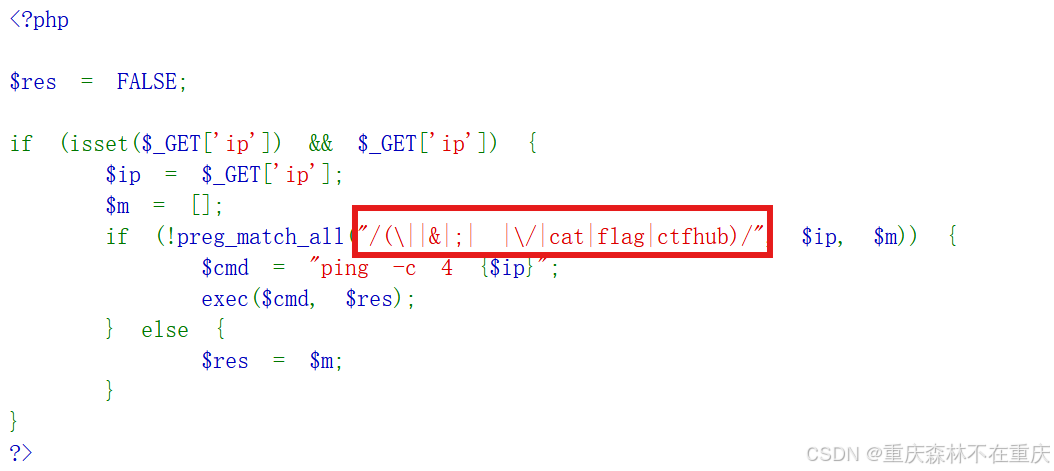 <?php
$res = FALSE;
if (isset($_GET['ip']) && $_GET['ip']) {
$ip = $_GET['ip'];
$m = [];
if (!preg_match_all("/(\||&|;| |\/|cat|flag|ctfhub)/" $ip, $m)) {
$cmd = "ping -c 4 {$ip}";
exec($cmd, $res);
} else {
$res = $m;
}
}
?>
CSDN @重庆森林不在重庆